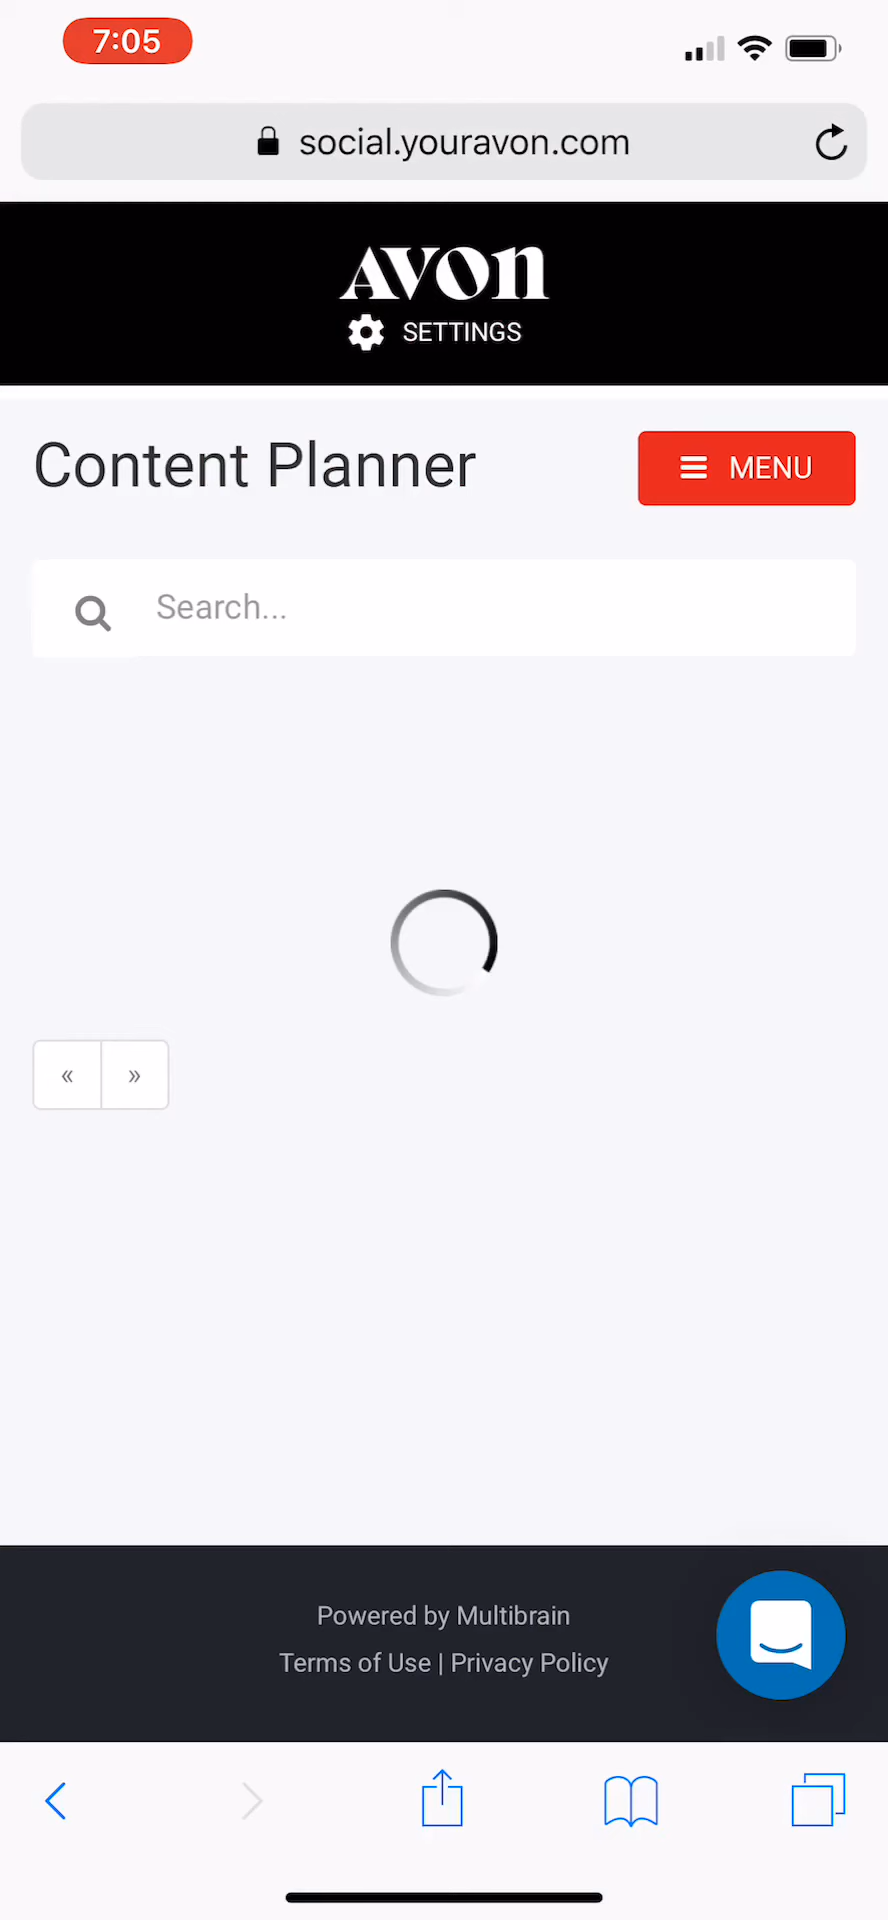 7:05
social.youravon.com
AVON
SETTINGS
Content Planner
MENU
Search...
« »
Powered by Multibrain
Terms of Use | Privacy Policy